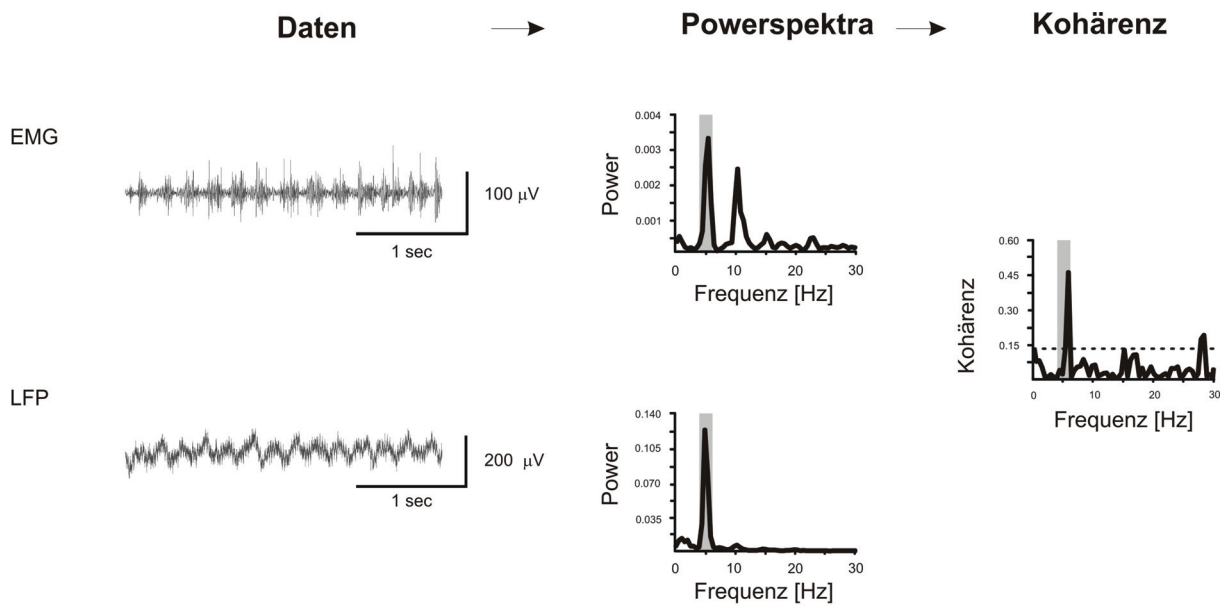 Daten
Powerspektra
Kohärenz
EMG
100 μV
1 sec
Power
0.004
0.003
0.002
0.001
0
10
20
30
Frequenz [Hz]
Kohärenz
0.60
0.45
0.30
0.15
0
10
20
30
Frequenz [Hz]
LFP
200 μV
1 sec
Power
0.140
0.105
0.070
0.035
0
10
20
30
Frequenz [Hz]